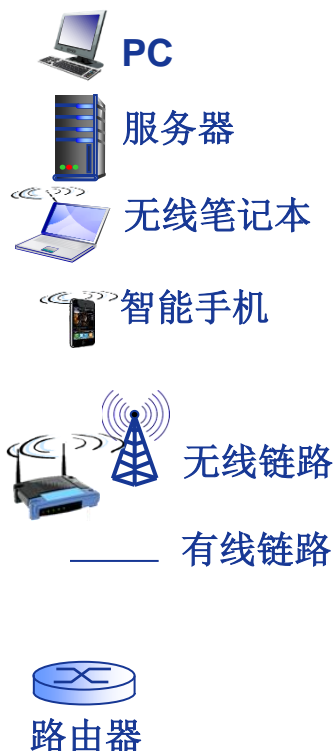 PC
服务器
无线笔记本
智能手机
无线链路
有线链路
路由器